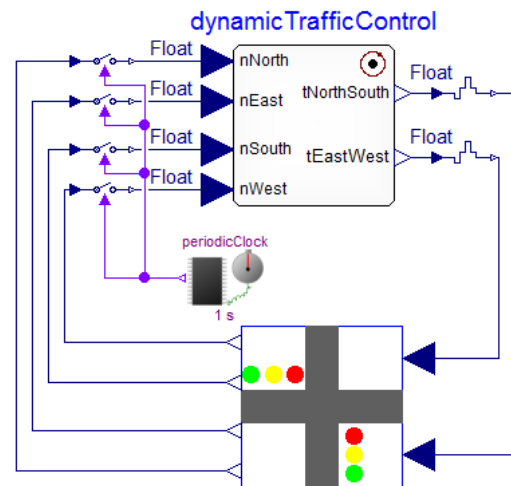 dynamicTrafficControl
Float
nNorth
Float
tNorthSouth
Float
nEast
Float
nSouth
Float
tEastWest
Float
nWest
periodicClock
1 s